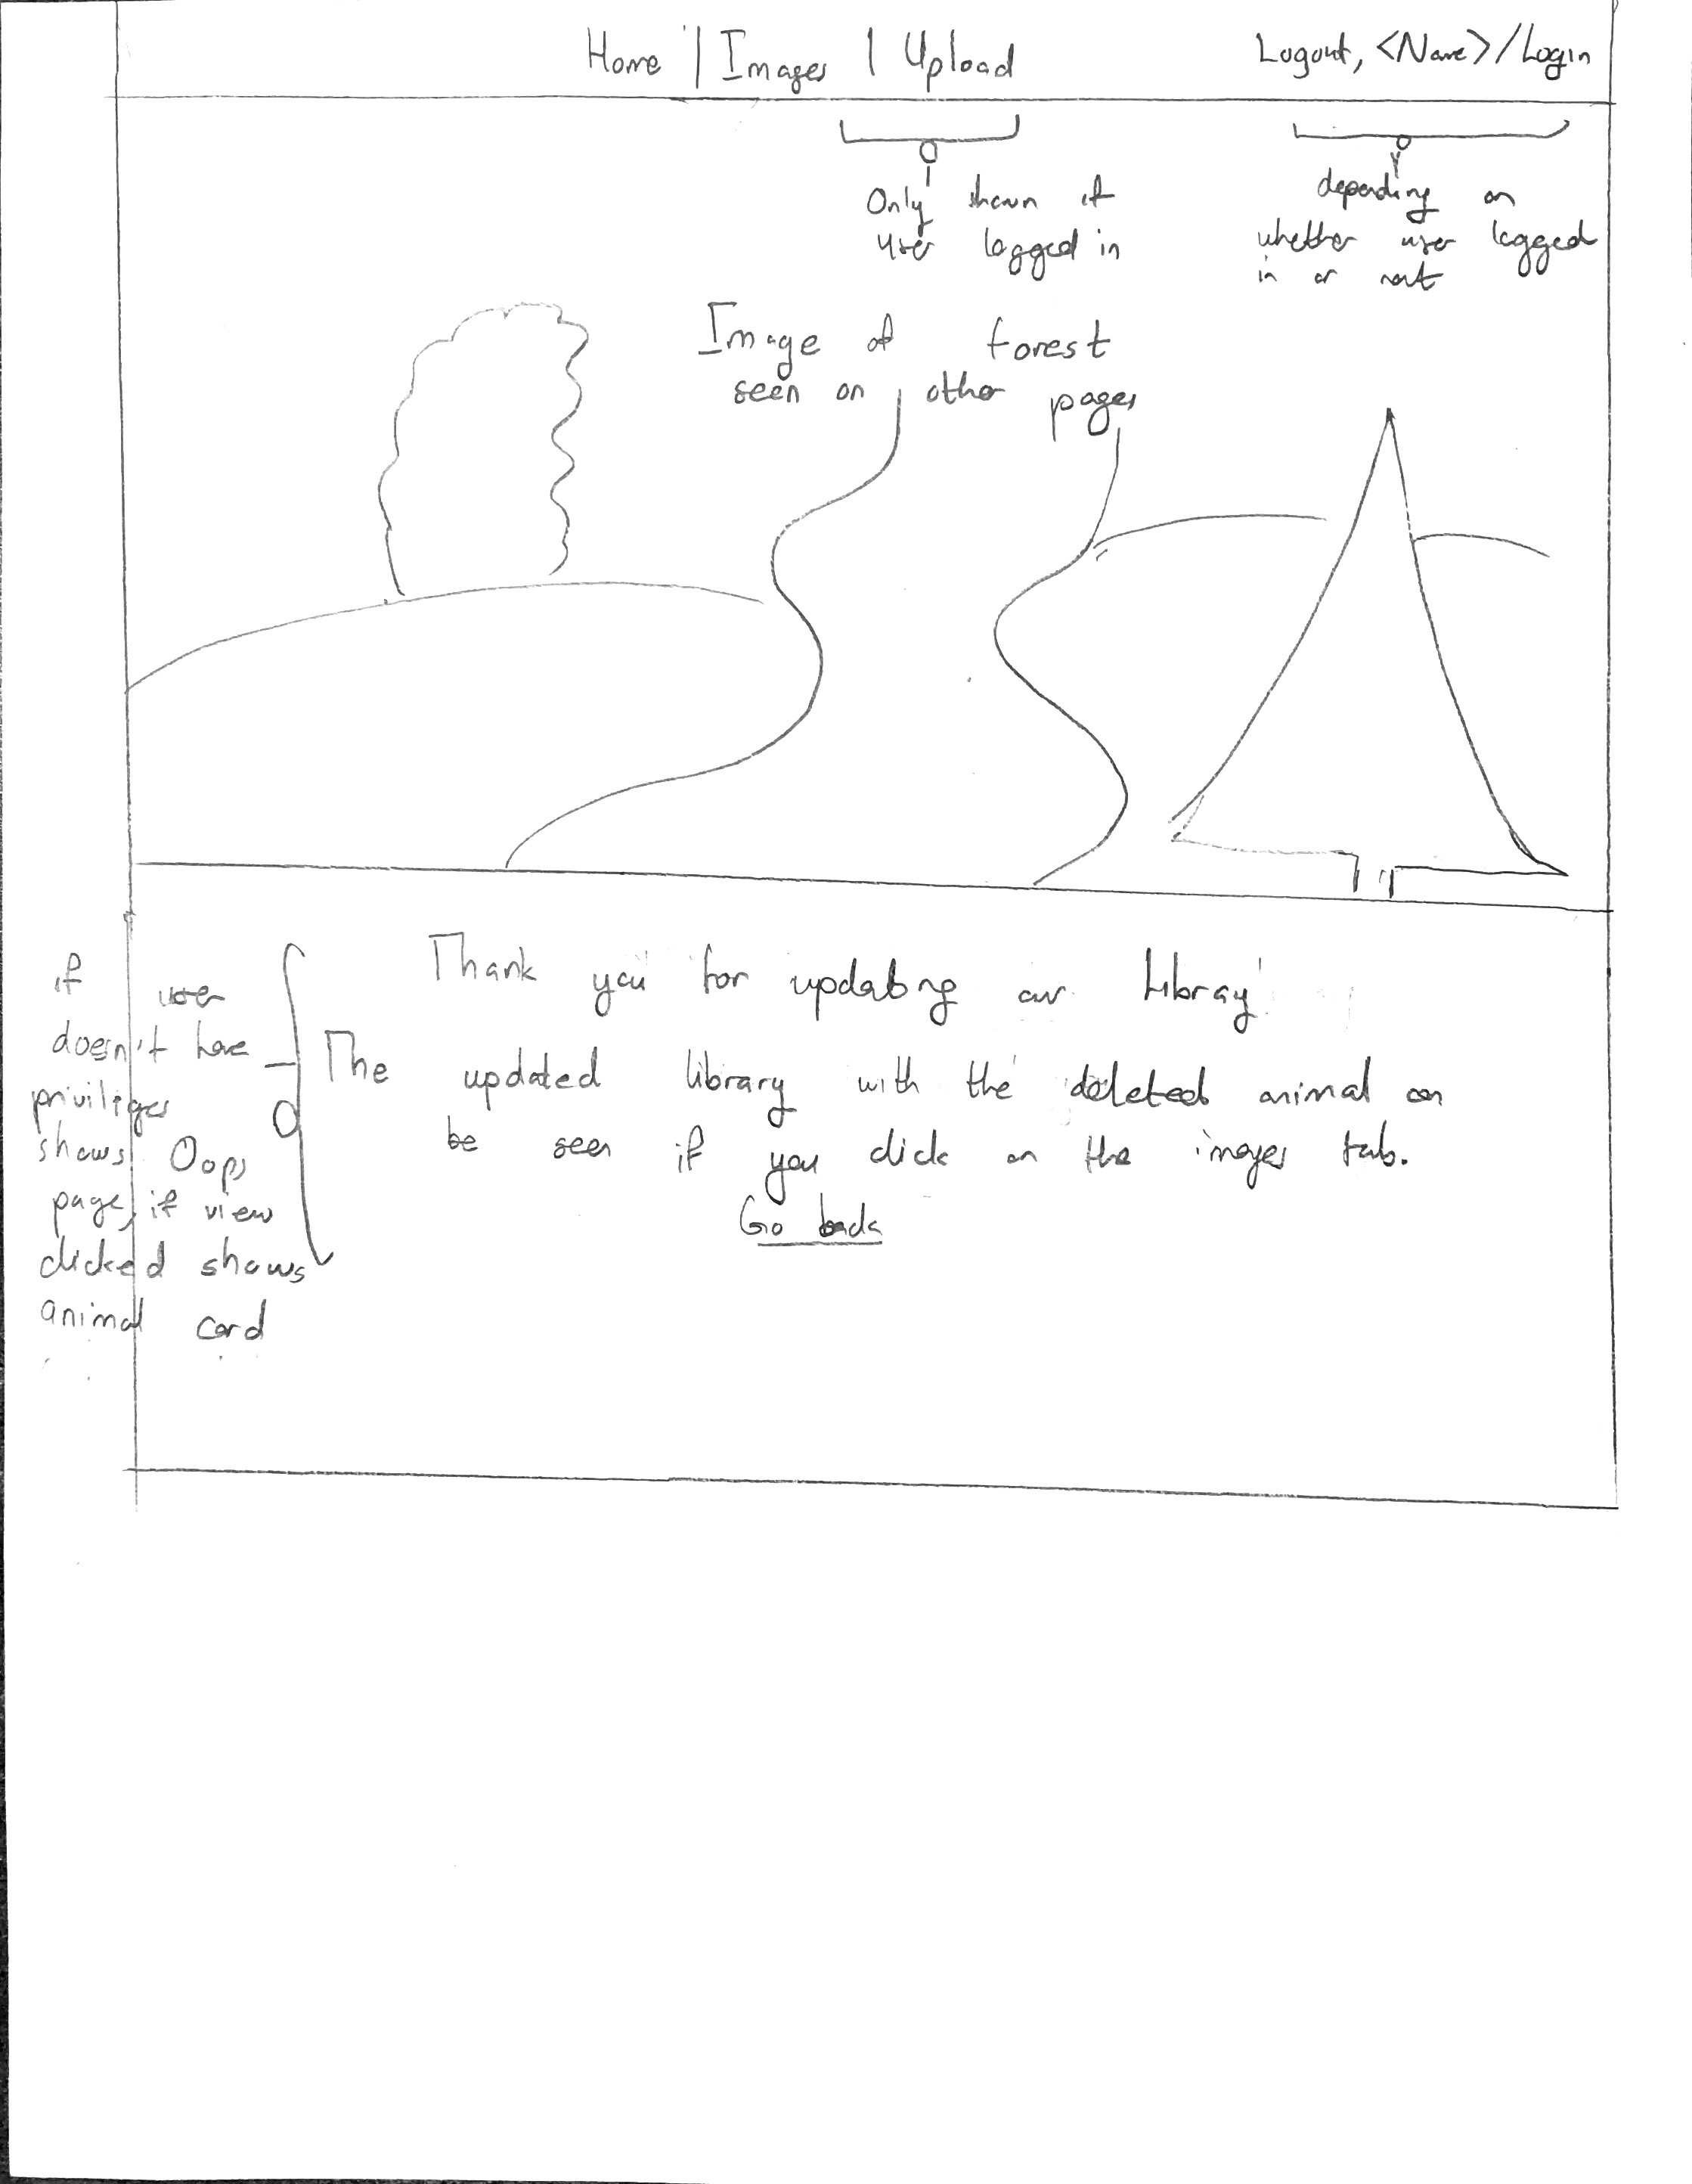 Home | Images | Upload
Logout, <Name>/Login
Only shown if
user logged in
depending on
whether user logged
in or not
Image of forest
seen on other pages
Thank you for updating our library
The updated library with the deleted animal can
be seen if you click on the images tab.
Go back
if user
doesn't have
privileges
shows Oops
page, if view
clicked shows
animal card